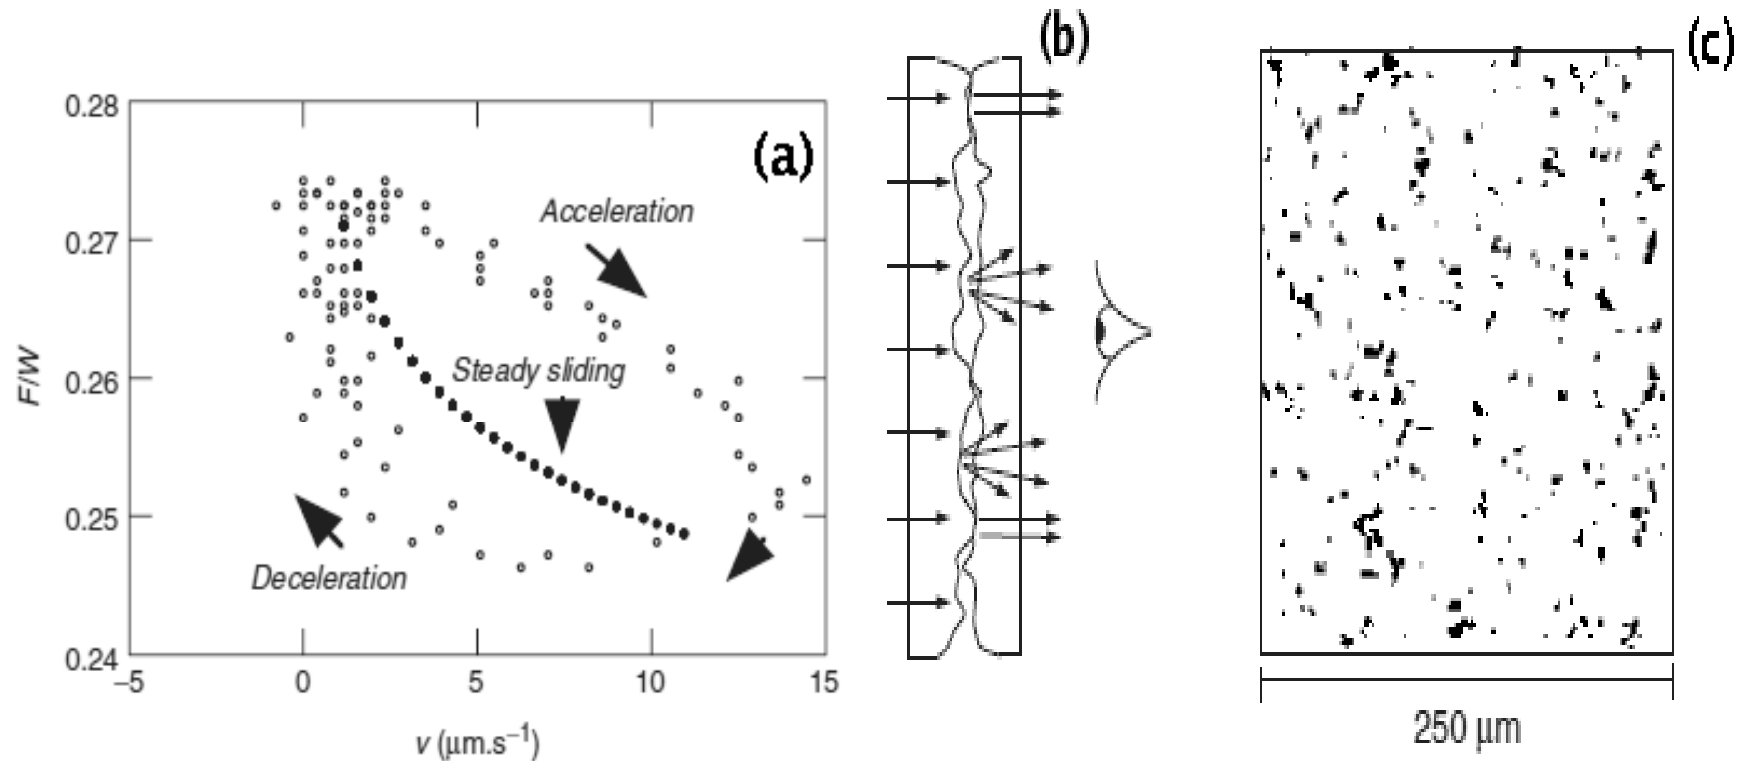 (a)
0.28
0.27
0.26
0.25
0.24
F/W
Acceleration
Steady sliding
Deceleration
−5
0
5
10
15
v (μm.s⁻¹)
(b)
(c)
250 μm